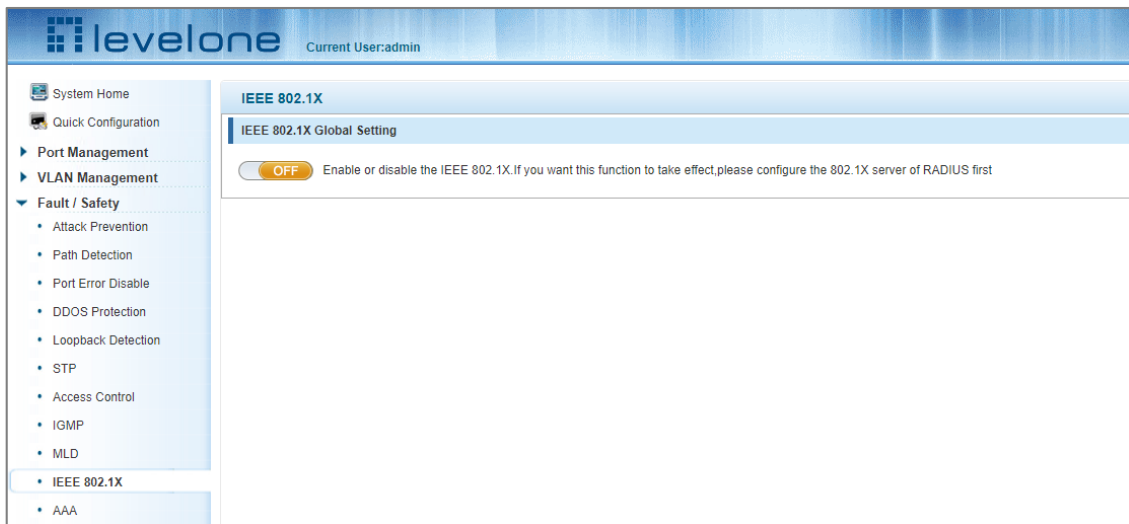 levelone
Current User:admin
System Home
Quick Configuration
Port Management
VLAN Management
Fault / Safety
Attack Prevention
Path Detection
Port Error Disable
DDOS Protection
Loopback Detection
STP
Access Control
IGMP
MLD
IEEE 802.1X
AAA
IEEE 802.1X
IEEE 802.1X Global Setting
OFF
Enable or disable the IEEE 802.1X.If you want this function to take effect,please configure the 802.1X server of RADIUS first